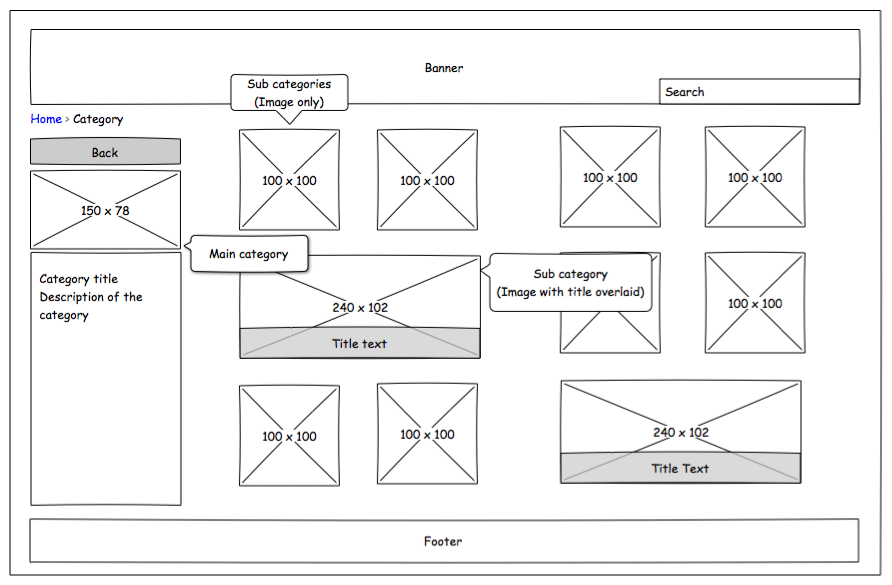 Banner
Sub categories
(Image only)
Search
Home > Category
Back
100 x 100
100 x 100
100 x 100
100 x 100
150 x 78
Main category
Category title
Description of the
category
Sub category
(Image with title overlaid)
240 x 102
100 x 100
Title text
100 x 100
100 x 100
240 x 102
Title Text
Footer